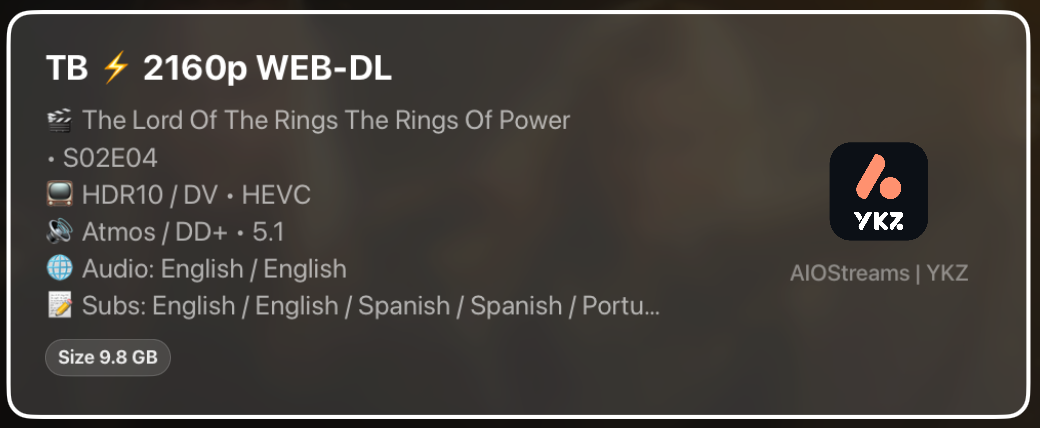 TB ⚡ 2160p WEB-DL
🎬 The Lord Of The Rings The Rings Of Power
• S02E04
📺 HDR10 / DV • HEVC
🔊 Atmos / DD+ • 5.1
🌐 Audio: English / English
📝 Subs: English / English / Spanish / Spanish / Portu...
Size 9.8 GB
YKZ
AIOStreams | YKZ